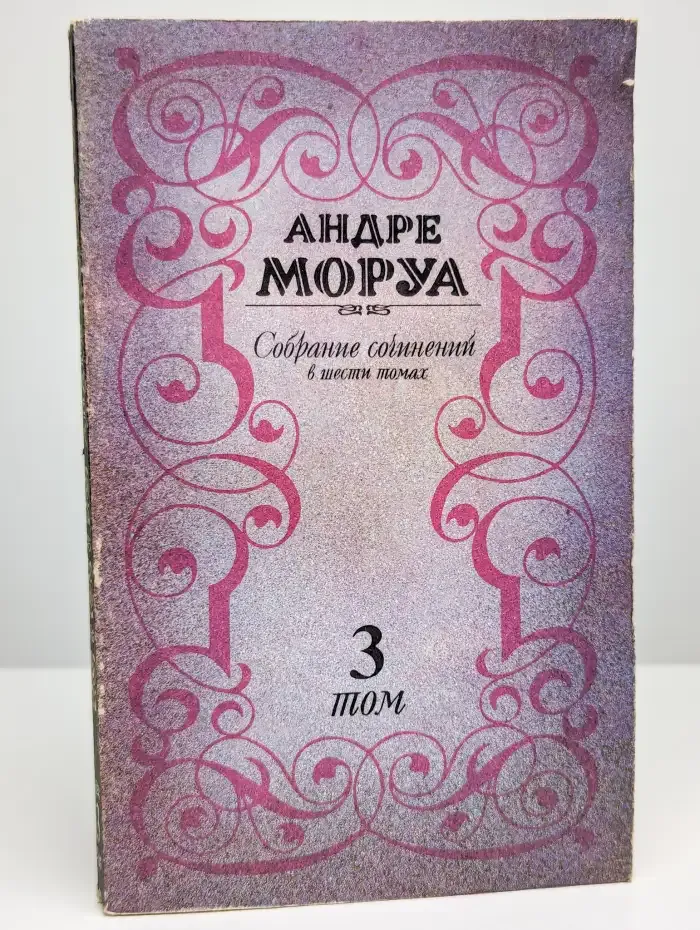 АНДРЕ
МОРУА
Собрание сочинений
в шести томах
3
том